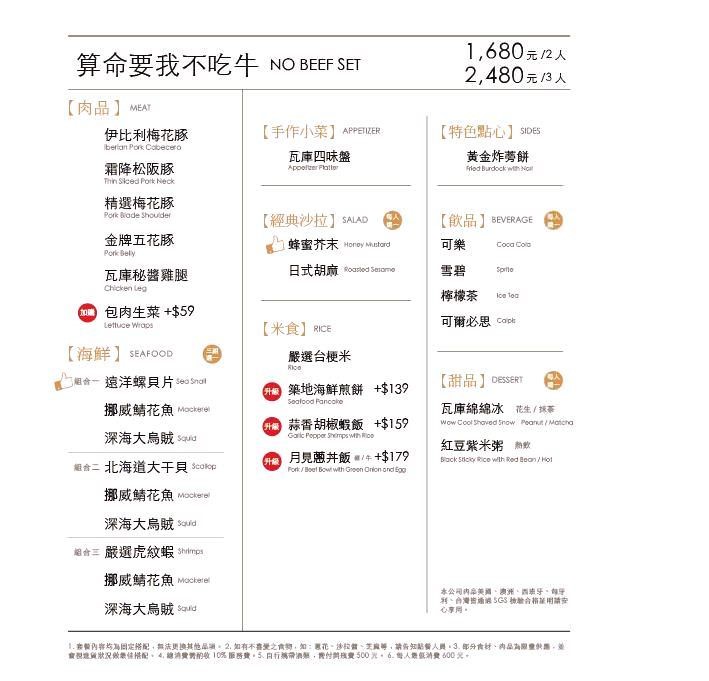 算命要我不吃牛 NO BEEF SET
1,680元/2人
2,480元/3人
【肉品】 MEAT
伊比利梅花豚
Iberian Pork Cabecero
霜降松阪豚
Thin Sliced Pork Neck
精選梅花豚
Pork Blade Shoulder
金牌五花豚
Pork Belly
瓦庫秘醬雞腿
Chicken Leg
加購 包肉生菜 +$59
Lettuce Wraps
【海鮮】 SEAFOOD 三組選一
組合一 遠洋螺貝片 Sea Snail
挪威鯖花魚 Mackerel
深海大烏賊 Squid
組合二 北海道大干貝 Scallop
挪威鯖花魚 Mackerel
深海大烏賊 Squid
組合三 嚴選虎紋蝦 Shrimps
挪威鯖花魚 Mackerel
深海大烏賊 Squid
【手作小菜】 APPETIZER
瓦庫四味盤
Appetizer Platter
【經典沙拉】 SALAD 每人選一
蜂蜜芥末 Honey Mustard
日式胡麻 Roasted Sesame
【米食】 RICE
嚴選台梗米
Rice
升級 築地海鮮煎餅 +$139
Seafood Pancake
升級 蒜香胡椒蝦飯 +$159
Garlic Pepper Shrimps with Rice
升級 月見蔥丼飯 豬/牛 +$179
Pork / Beef Bowl with Green Onion and Egg
【特色點心】 SIDES
黃金炸蒡餅
Fried Burdock with Nori
【飲品】 BEVERAGE 每人選一
可樂 Coca Cola
雪碧 Sprite
檸檬茶 Ice Tea
可爾必思 Calpis
【甜品】 DESSERT 每人選一
瓦庫綿綿冰 花生 / 抹茶
Wow Cool Shaved Snow Peanut / Matcha
紅豆紫米粥 熱飲
Black Sticky Rice with Red Bean / Hot
本公司肉品美國、澳洲、西班牙、匈牙
利、台灣皆通過 SGS 檢驗合格証明請安
心享用。
1. 套餐內容均為固定搭配，無法更換其他品項。 2. 如有不喜愛之食物，如：蔥花、沙拉醬、芝麻等，請告知點餐人員。 3. 部分食材、肉品為限量供應，並
會視進貨狀況做最佳搭配。 4. 總消費需酌收 10% 服務費。 5. 自行攜帶酒類，需付開瓶費 500 元。 6. 每人最低消費 600 元。